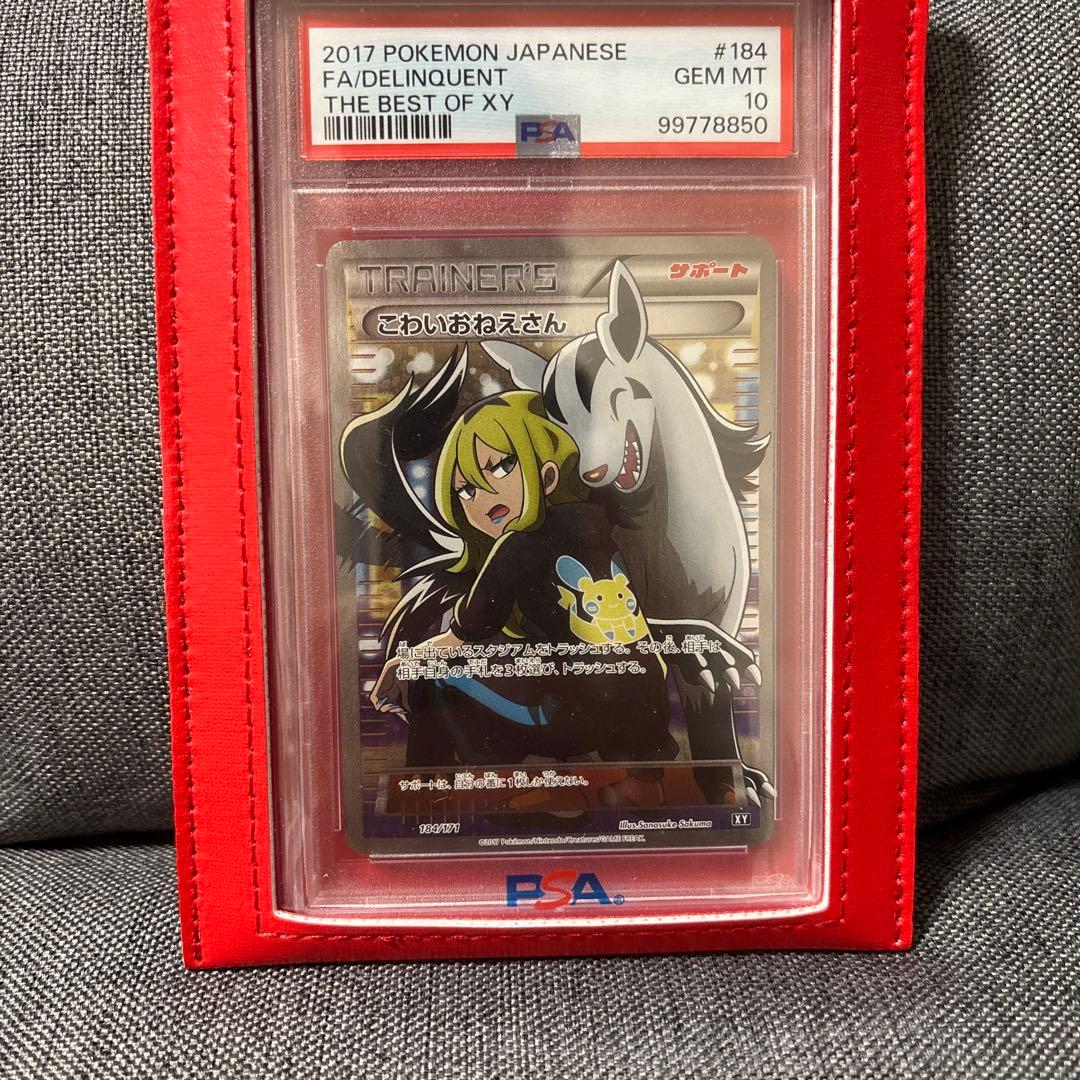 2017 POKEMON JAPANESE #184
FA/DELINQUENT GEM MT
THE BEST OF XY 10
PSA 99778850
TRAINER'S サポート
こわいおねえさん
場に出ているスタジアムをトラッシュする。その後、相手は
相手自身の手札を3枚選び、トラッシュする。
サポートは、自分の番に1枚しか使えない。
184/171 Illus.Sanosuke Sakuma XY
©2017 Pokémon/Nintendo/Creatures/GAME FREAK.
PSA